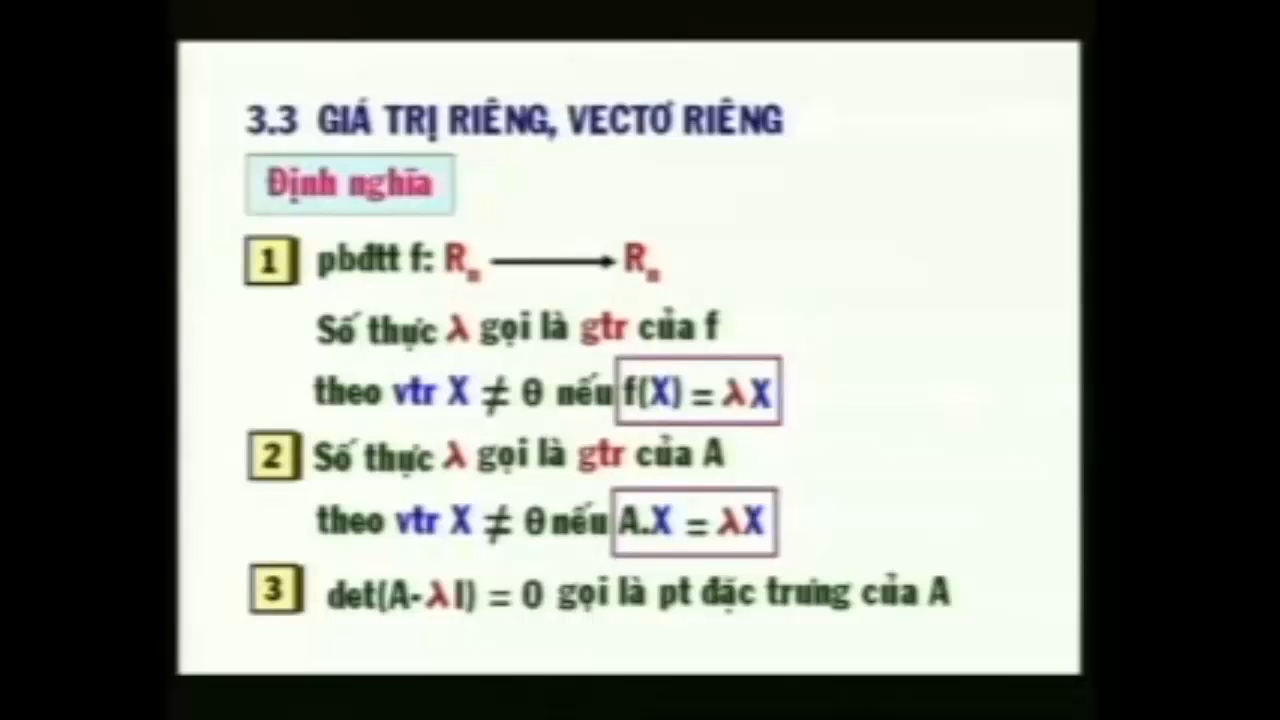 3.3 GIÁ TRỊ RIÊNG, VECTƠ RIÊNG
Định nghĩa
1 pbđtt f: Rn ⟶ Rn
Số thực λ gọi là gtr của f
theo vtr X ≠ θ nếu f(X) = λX
2 Số thực λ gọi là gtr của A
theo vtr X ≠ θ nếu A.X = λX
3 det(A-λI) = 0 gọi là pt đặc trưng của A